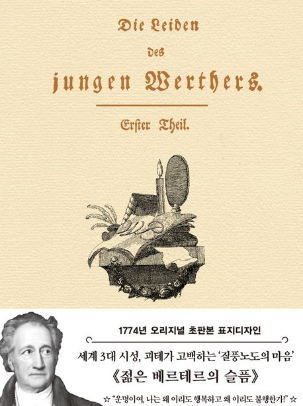 Die Leiden
des
jungen Werthers.
Erster Theil.
1774년 오리지널 초판본 표지디자인
세계 3대 시성, 괴테가 고백하는 ‘질풍노도의 마음’
《젊은 베르테르의 슬픔》
☆ “운명이여, 나는 왜 이리도 행복하고 왜 이리도 불행한가!” ☆